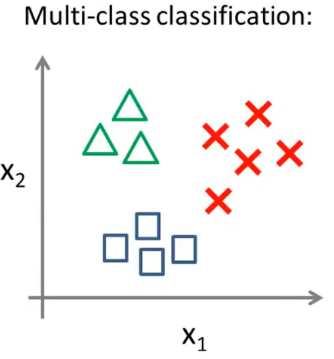 Multi-class classification:
x₂
x₁